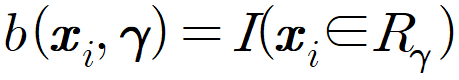 b(𝒙ᵢ, 𝜸) = I(𝒙ᵢ∈R_𝜸)